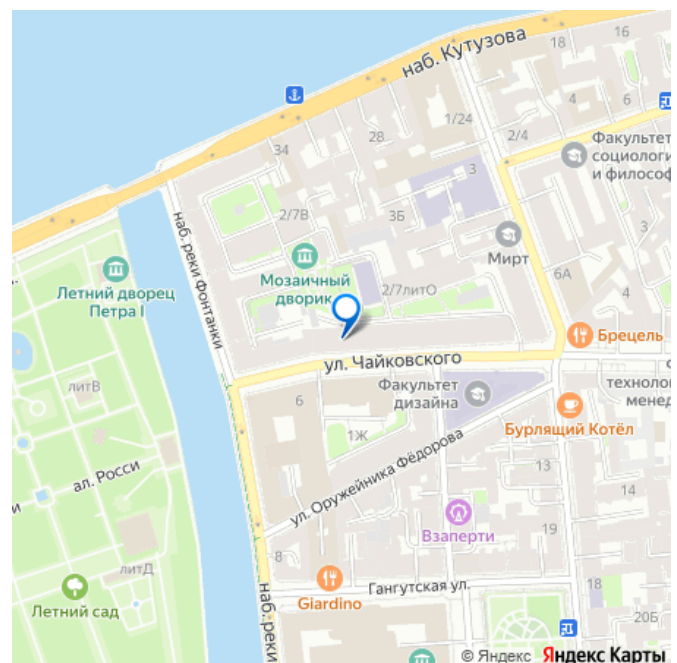 наб. Кутузова
18
16
34
28
1/24
4
6
2/4
Факультет
социологи
и философ
3
2/7В
3Б
3
наб. реки Фонтанки
Мирт
Летний дворец
Петра I
Мозаичный
дворик
2/7литО
6А
4
Брецель
ул. Чайковского
литВ
Факультет
дизайна
технолог
менед
6
Бурлящий Котёл
1Ж
ал. Росси
ул. Оружейника Фёдорова
13
14
Взаперти
19
литД
8
Гангутская ул.
18
Летний сад
Giardino
наб. реки
20Б
© Яндекс Яндекс Карты